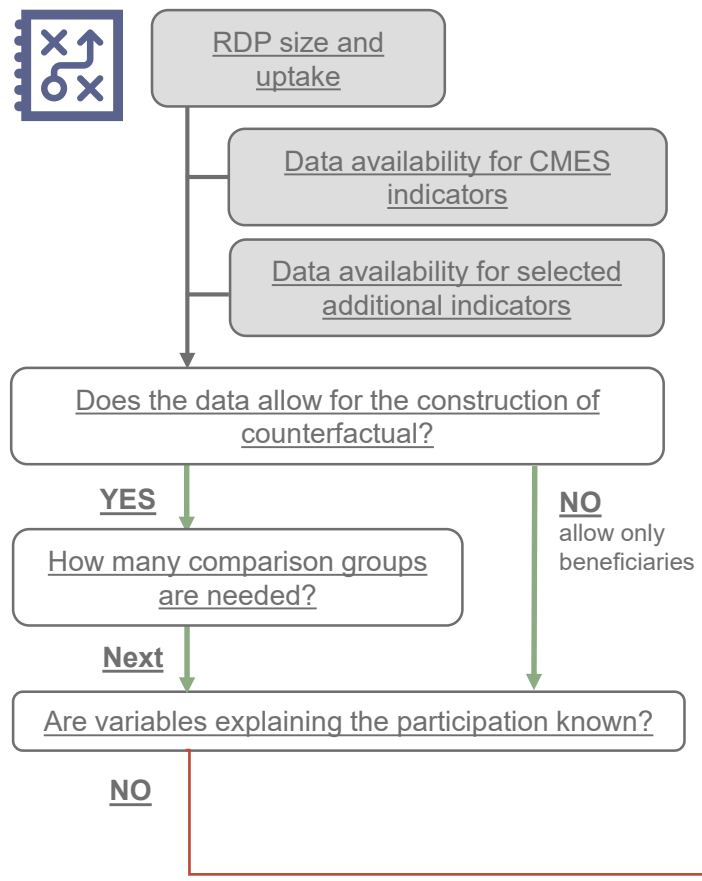 RDP size and
uptake
Data availability for CMES
indicators
Data availability for selected
additional indicators
Does the data allow for the construction of
counterfactual?
YES
NO
allow only
beneficiaries
How many comparison groups
are needed?
Next
Are variables explaining the participation known?
NO